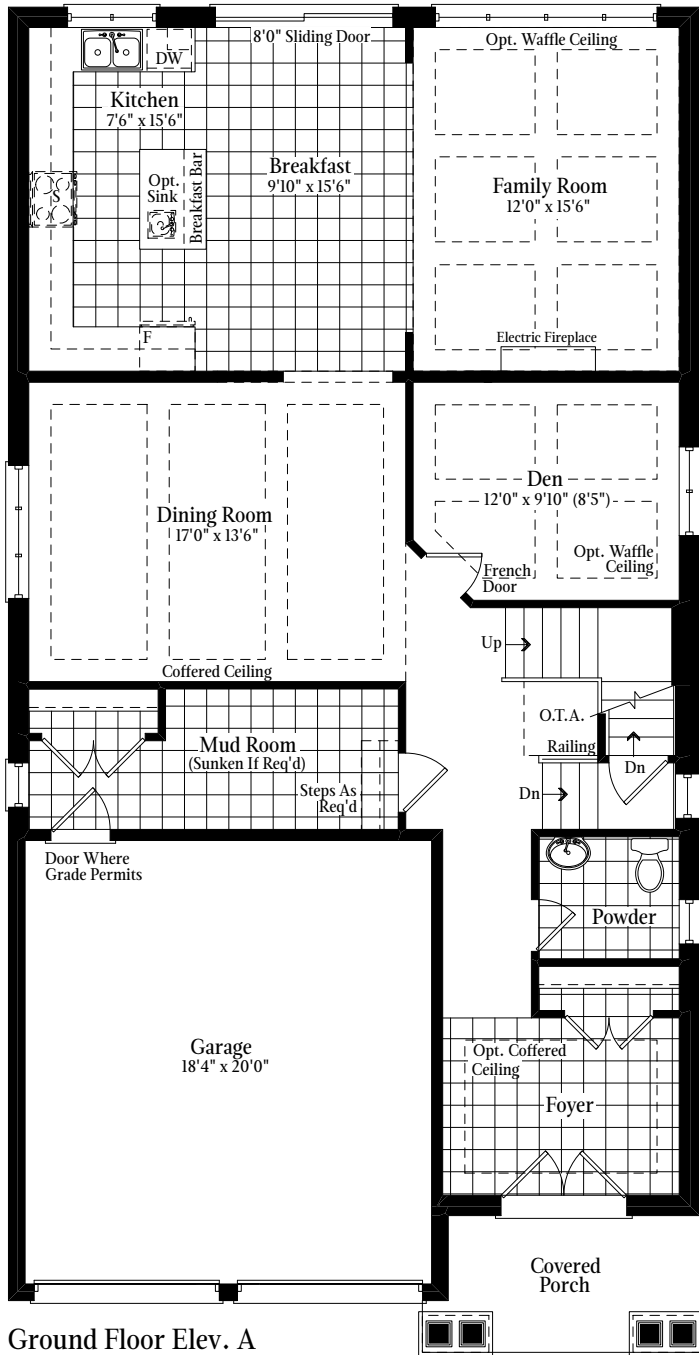 8'0" Sliding Door
Opt. Waffle Ceiling
DW
Kitchen
7'6" x 15'6"
Breakfast
9'10" x 15'6"
Opt.
Sink
Breakfast Bar
S
Family Room
12'0" x 15'6"
F
Electric Fireplace
Den
12'0" x 9'10" (8'5")
Dining Room
17'0" x 13'6"
Opt. Waffle
Ceiling
French
Door
Up
Coffered Ceiling
O.T.A.
Railing
Mud Room
(Sunken If Req'd)
Steps As
Req'd
Dn
Dn
Door Where
Grade Permits
Powder
Garage
18'4" x 20'0"
Opt. Coffered
Ceiling
Foyer
Covered
Porch
Ground Floor Elev. A